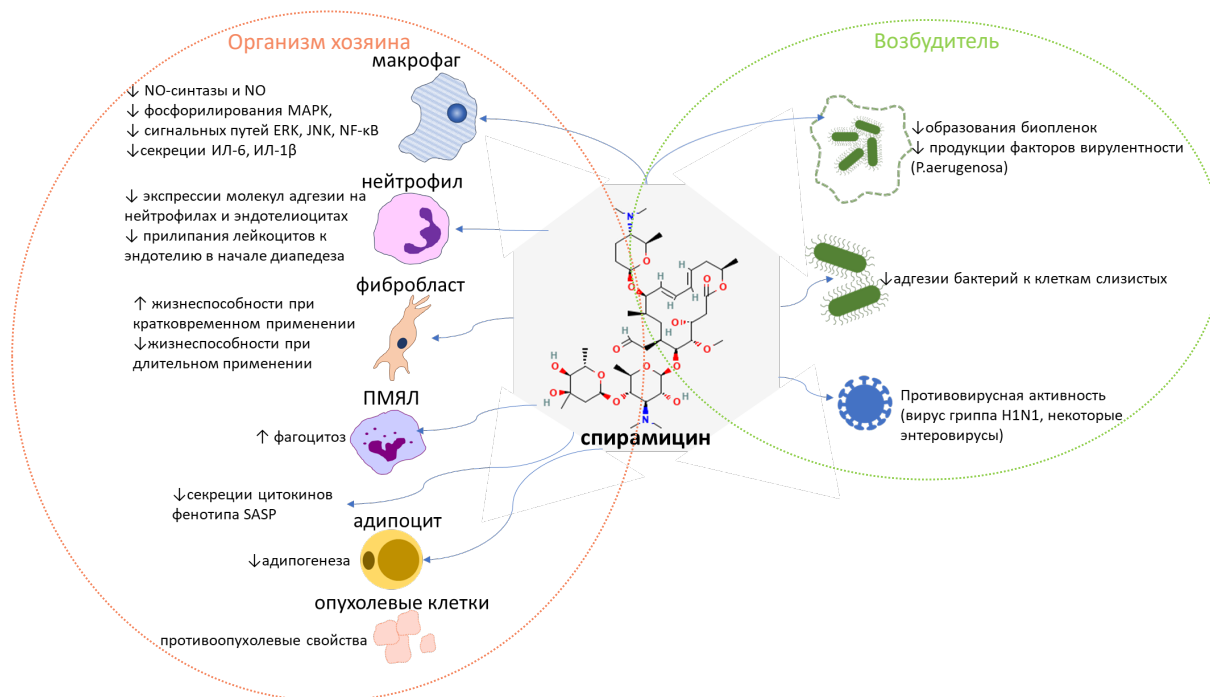 Организм хозяина
макрофаг
↓ NO-синтазы и NO
↓ фосфорилирования MAPK,
↓ сигнальных путей ERK, JNK, NF-κB
↓секреции ИЛ-6, ИЛ-1β
нейтрофил
↓ экспрессии молекул адгезии на
нейтрофилах и эндотелиоцитах
↓ прилипания лейкоцитов к
эндотелию в начале диапедеза
фибробласт
↑ жизнеспособности при
кратковременном применении
↓жизнеспособности при
длительном применении
ПМЯЛ
↑ фагоцитоз
↓секреции цитокинов
фенотипа SASP
адипоцит
↓адипогенеза
опухолевые клетки
противоопухолевые свойства
N
H
O
O
H
O
O
H
H
O
H
O
O
O
H
O
O
H
O
O
H
O
O
H
N
спирамицин
Возбудитель
↓образования биопленок
↓ продукции факторов вирулентности
(P.aerugenosa)
↓адгезии бактерий к клеткам слизистых
Противовирусная активность
(вирус гриппа H1N1, некоторые
энтеровирусы)